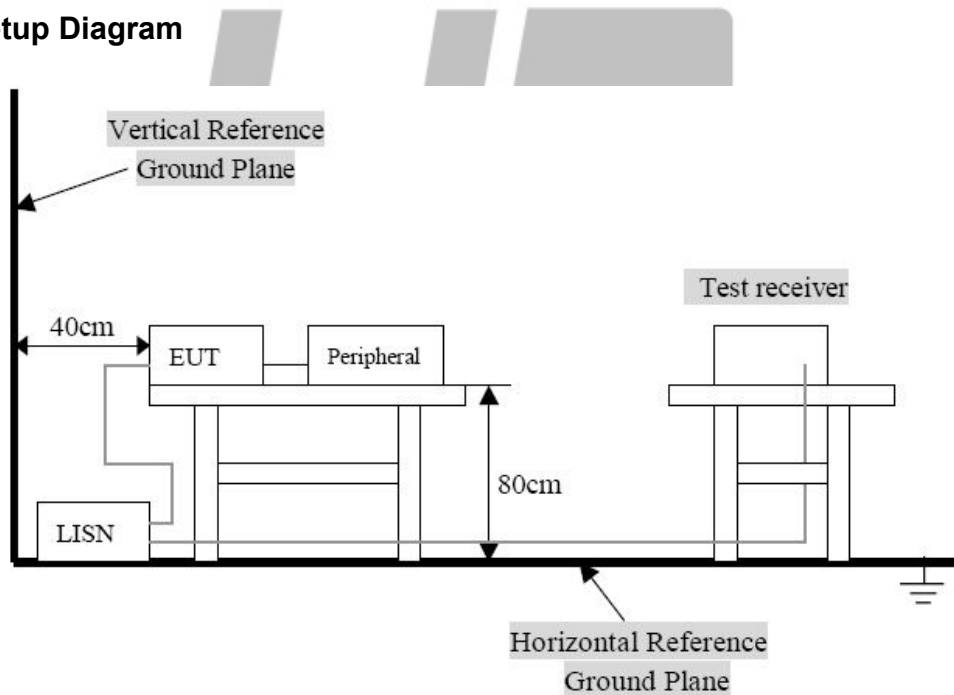 tup Diagram
Vertical Reference
Ground Plane
Test receiver
40cm
EUT
Peripheral
80cm
LISN
Horizontal Reference
Ground Plane